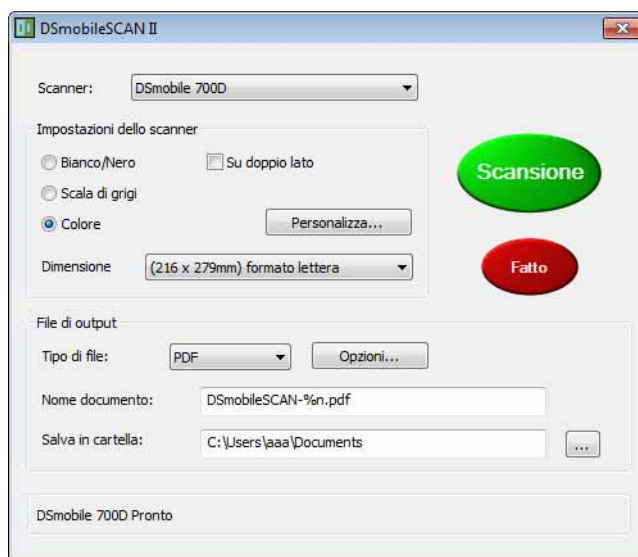 DSmobileSCAN II
Scanner: DSmobile 700D
Impostazioni dello scanner
Bianco/Nero Su doppio lato
Scala di grigi
Colore Personalizza...
Dimensione (216 x 279mm) formato lettera
Scansione
Fatto
File di output
Tipo di file: PDF Opzioni...
Nome documento: DSmobileSCAN-%n.pdf
Salva in cartella: C:\Users\aaa\Documents ...
DSmobile 700D Pronto